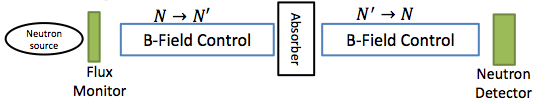 Neutron
source
Flux
Monitor
N → N′
B-Field Control
Absorber
N′ → N
B-Field Control
Neutron
Detector